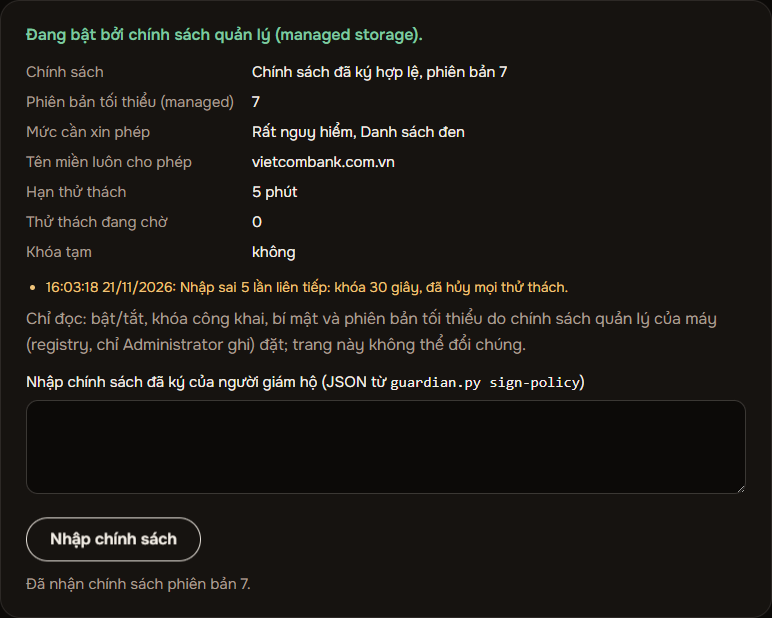 Đang bật bởi chính sách quản lý (managed storage).
Chính sách Chính sách đã ký hợp lệ, phiên bản 7
Phiên bản tối thiểu (managed) 7
Mức cần xin phép Rất nguy hiểm, Danh sách đen
Tên miền luôn cho phép vietcombank.com.vn
Hạn thử thách 5 phút
Thử thách đang chờ 0
Khóa tạm không
• 16:03:18 21/11/2026: Nhập sai 5 lần liên tiếp: khóa 30 giây, đã hủy mọi thử thách.
Chỉ đọc: bật/tắt, khóa công khai, bí mật và phiên bản tối thiểu do chính sách quản lý của máy
(registry, chỉ Administrator ghi) đặt; trang này không thể đổi chúng.
Nhập chính sách đã ký của người giám hộ (JSON từ guardian.py sign-policy)
Nhập chính sách
Đã nhận chính sách phiên bản 7.